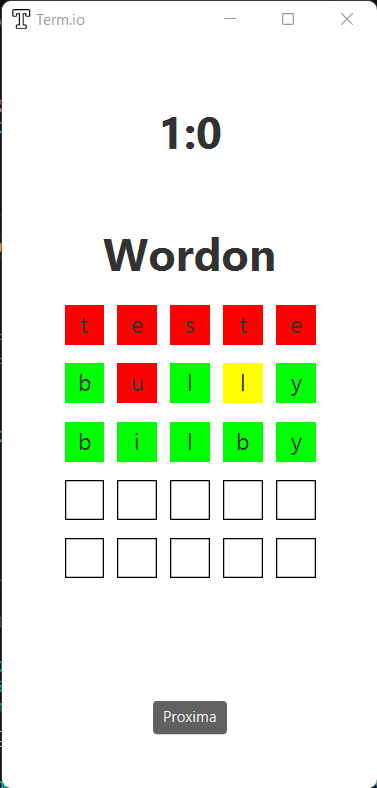 Term.io
1:0
Wordon
t e s t e
b u l l y
b i l b y
Proxima